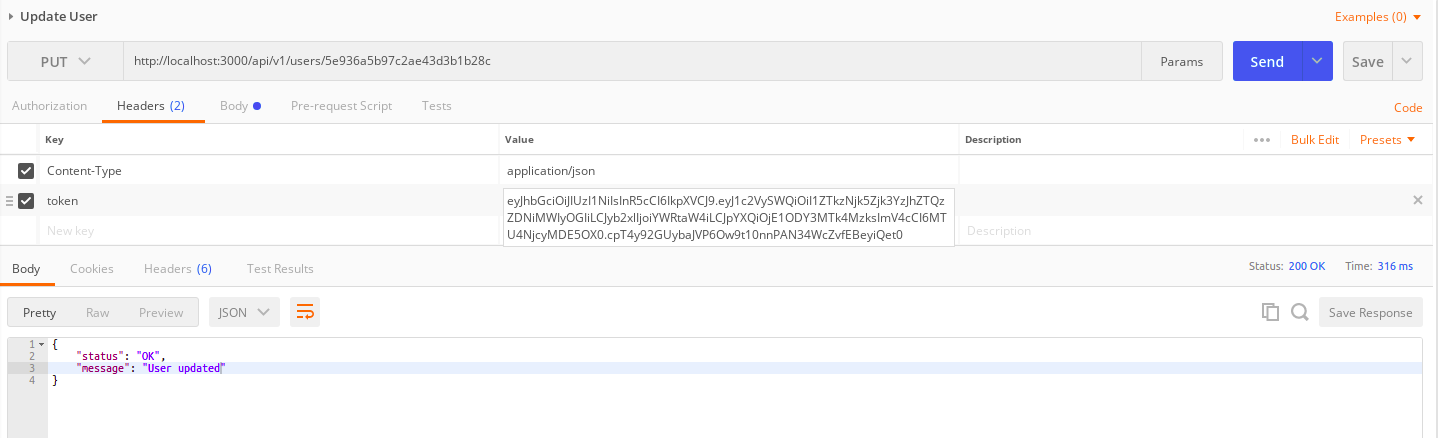 Update User
Examples (0)
PUT
http://localhost:3000/api/v1/users/5e936a5b97c2ae43d3b1b28c
Params
Send
Save
Authorization
Headers (2)
Body
Pre-request Script
Tests
Code
Key
Value
Description
Bulk Edit
Presets
Content-Type
application/json
token
eyJhbGciOiJIUzI1NiIsInR5cCI6IkpXVCJ9.eyJ1c2VySWQiOiI1ZTkzNjk5Zjk3YzJhZTQz
ZDNiMWIyOGIiLCJyb2xlIjoiYWRtaW4iLCJpYXQiOjE1ODY3MTk4MzksImV4cCI6MT
U4NjcyMDE5OX0.cpT4y92GUybaJVP6Ow9t10nnPAN34WcZvfEBeyiQet0
New key
Description
Body
Cookies
Headers (6)
Test Results
Status: 200 OK
Time: 316 ms
Pretty
Raw
Preview
JSON
Save Response
1 {
2 "status": "OK",
3 "message": "User updated"
4 }